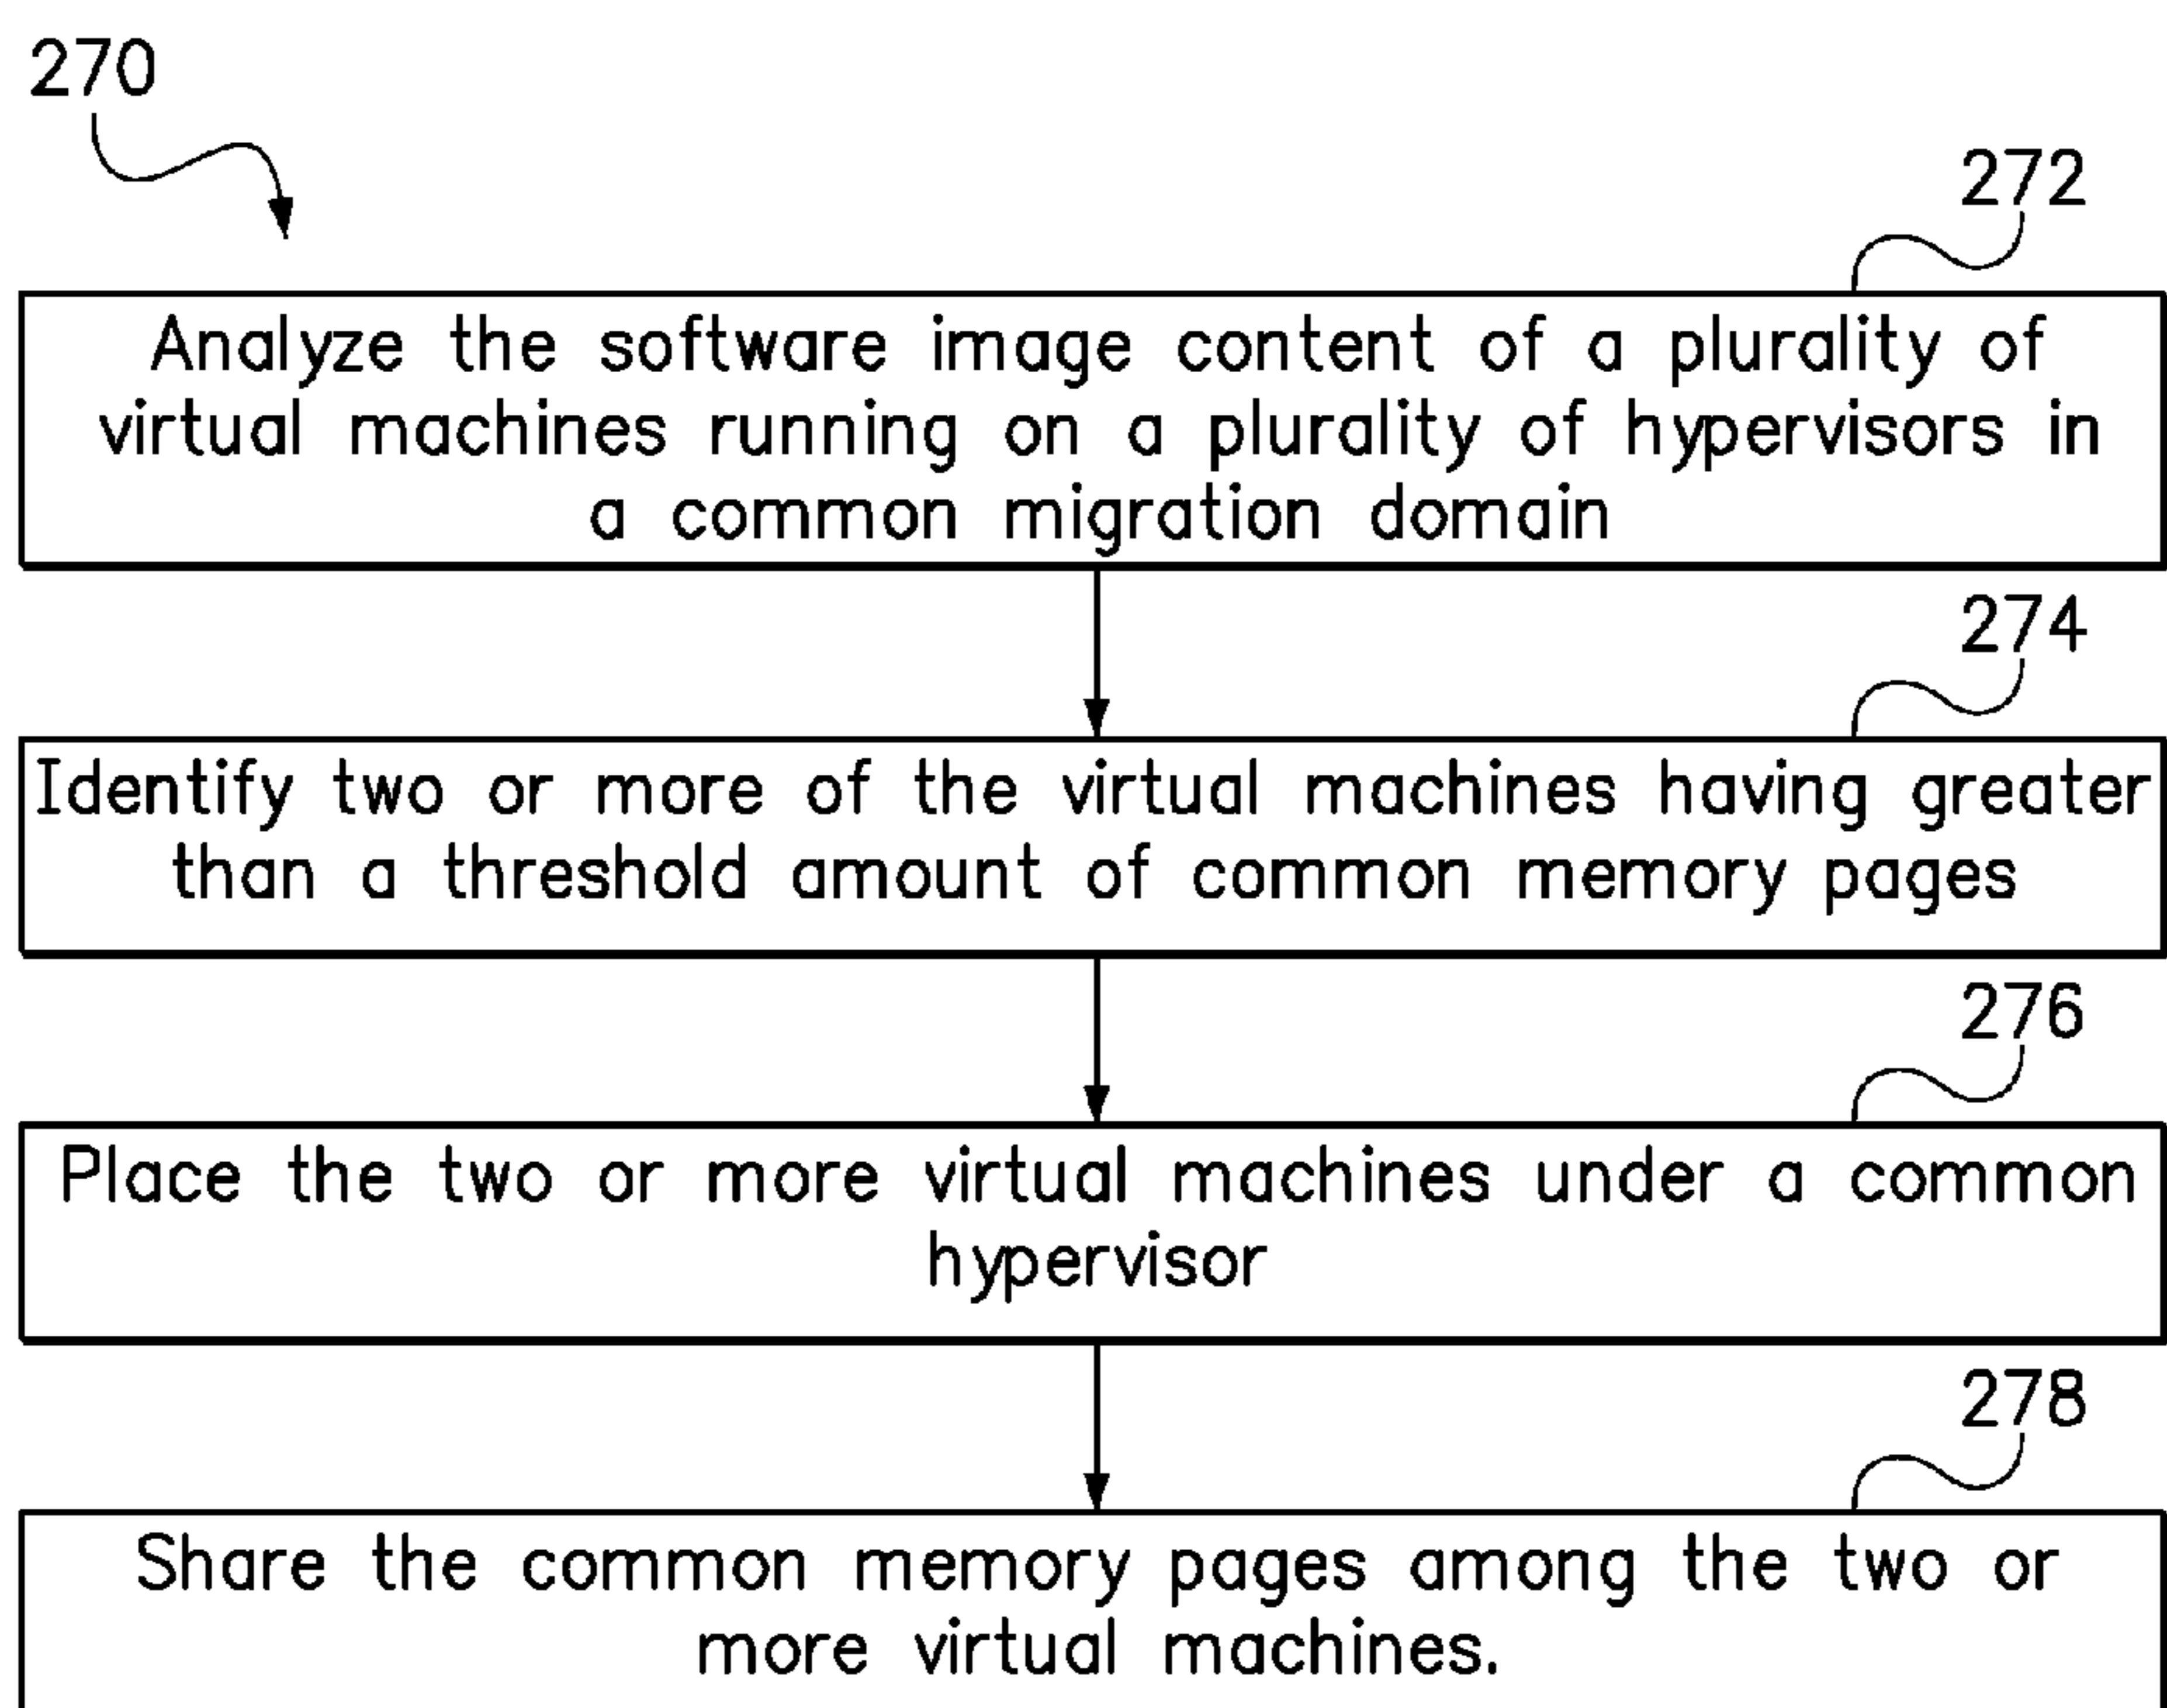 270
272
Analyze the software image content of a plurality of
virtual machines running on a plurality of hypervisors in
a common migration domain
274
Identify two or more of the virtual machines having greater
than a threshold amount of common memory pages
276
Place the two or more virtual machines under a common
hypervisor
278
Share the common memory pages among the two or
more virtual machines.